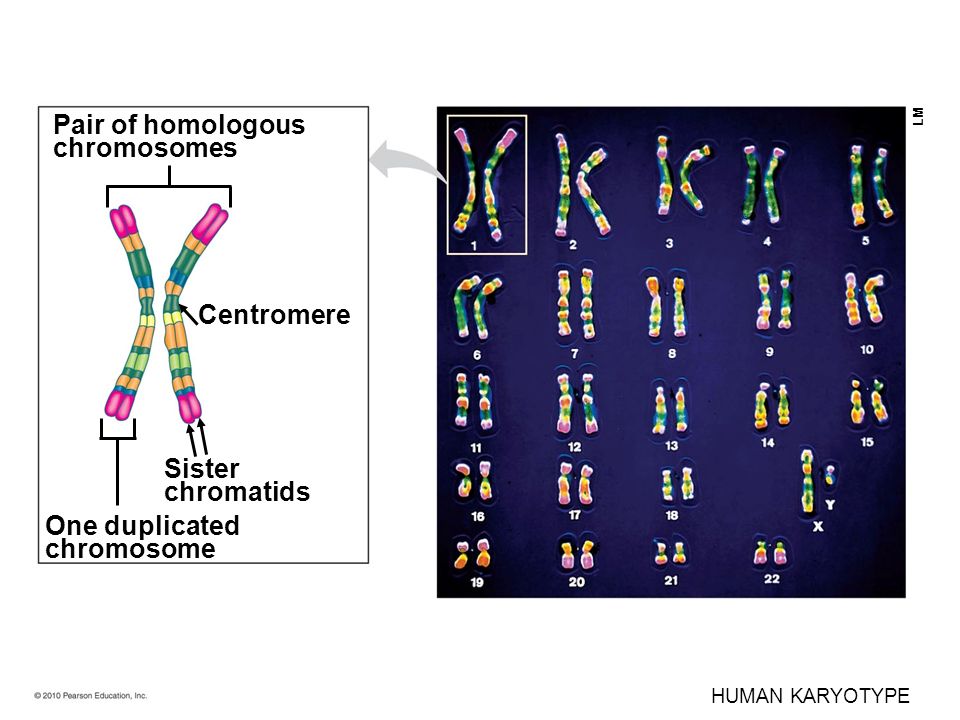 Pair of homologous
chromosomes
Centromere
Sister
chromatids
One duplicated
chromosome
LM
1 2 3 4 5
6 7 8 9 10
11 12 13 14 15
16 17 18 X Y
19 20 21 22
© 2010 Pearson Education, Inc.
HUMAN KARYOTYPE